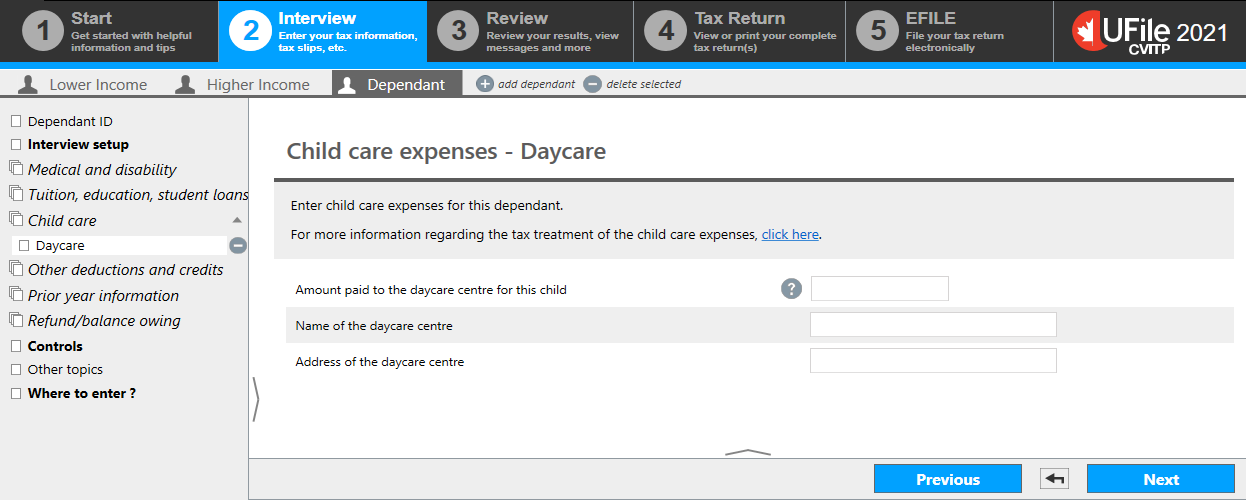 1
Start
Get started with helpful
information and tips
2
Interview
Enter your tax information,
tax slips, etc.
3
Review
Review your results, view
messages and more
4
Tax Return
View or print your complete
tax return(s)
5
EFILE
File your tax return
electronically
UFile 2021
CVITP
Lower Income
Higher Income
Dependant
add dependant
delete selected
Dependant ID
Interview setup
Medical and disability
Tuition, education, student loans
Child care
Daycare
Other deductions and credits
Prior year information
Refund/balance owing
Controls
Other topics
Where to enter ?
Child care expenses - Daycare
Enter child care expenses for this dependant.
For more information regarding the tax treatment of the child care expenses, click here.
Amount paid to the daycare centre for this child ?
Name of the daycare centre
Address of the daycare centre
Previous
Next